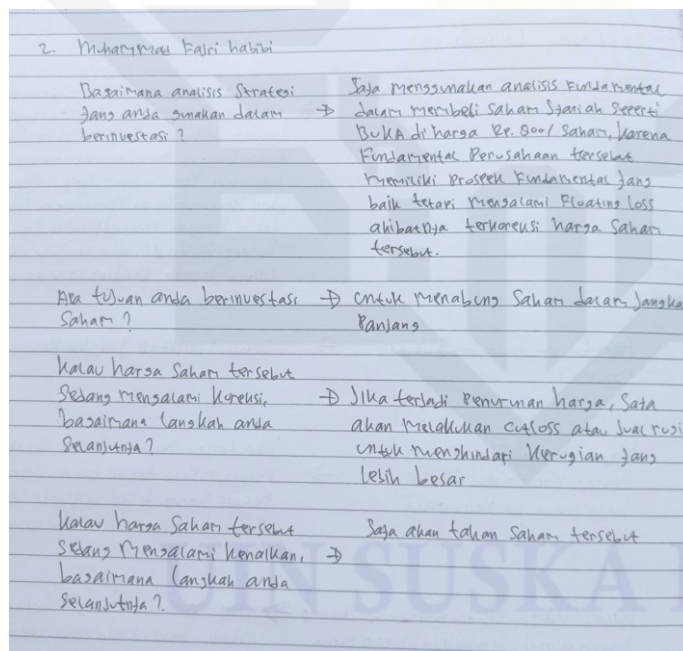 2. Muhammad Fajri habibi
Bagaimana analisis Strategi
yang anda gunakan dalam →
berinvestasi?
Saya menggunakan analisis Fundamental
dalam membeli saham Syariah Seperti
BUKA di harga Rp. 800/ Saham, karena
Fundamental Perusahaan tersebut
memiliki Prospek Fundamental yang
baik tetapi mengalami Floating loss
akibatnya terkoreksi harga Saham
tersebut.
Apa tujuan anda berinvestasi →
Saham?
untuk menabung Saham dalam Jangka
Panjang
Kalau harga Saham tersebut
Sedang mengalami Koreksi, →
bagaimana langkah anda
Selanjutnya?
Jika terjadi Penurunan harga, Saya
akan melakukan cutloss atau Jual rugi
untuk menghindari Kerugian yang
lebih besar
Kalau harga Saham tersebut
Sedang mengalami kenaikan, →
bagaimana langkah anda
Selanjutnya?.
Saya akan tahan Saham tersebut
UIN SUSKA